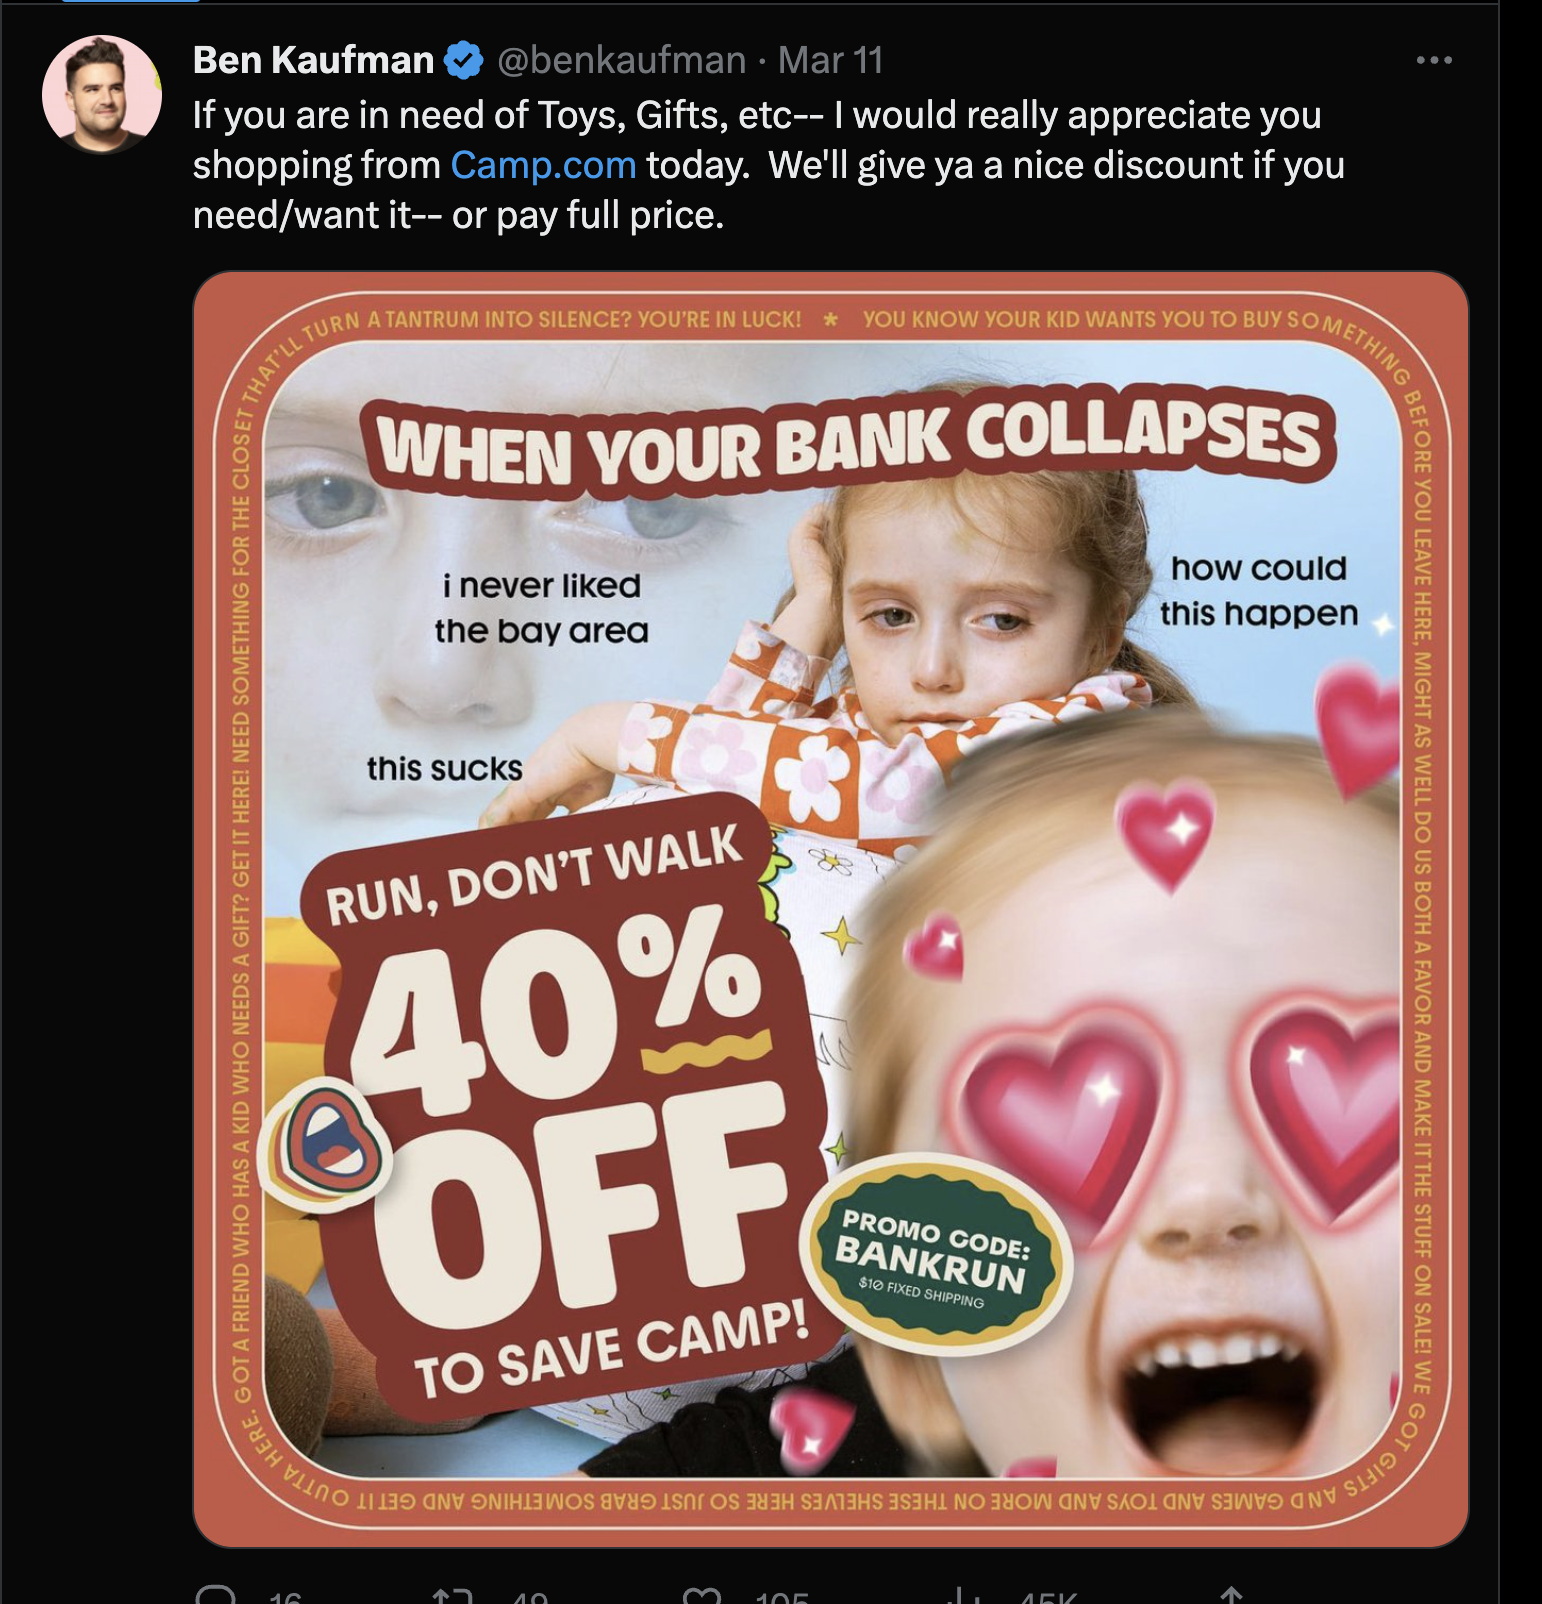 Ben Kaufman @benkaufman · Mar 11
If you are in need of Toys, Gifts, etc-- I would really appreciate you
shopping from Camp.com today.  We'll give ya a nice discount if you
need/want it-- or pay full price.
GOT A FRIEND WHO HAS A KID WHO NEEDS A GIFT? GET IT HERE! NEED SOMETHING FOR THE CLOSET THAT'LL TURN A TANTRUM INTO SILENCE? YOU'RE IN LUCK! * YOU KNOW YOUR KID WANTS YOU TO BUY SOMETHING BEFORE YOU LEAVE HERE, MIGHT AS WELL DO US BOTH A FAVOR AND MAKE IT THE STUFF ON SALE! WE GOT GIFTS AND GAMES AND TOYS AND MORE ON THESE SHELVES HERE SO JUST GRAB SOMETHING AND GET IT OUTTA HERE.
WHEN YOUR BANK COLLAPSES
i never liked
the bay area
how could
this happen
this sucks
RUN, DON'T WALK
40%
OFF
TO SAVE CAMP!
PROMO CODE:
BANKRUN
$10 FIXED SHIPPING
16 49 105 45K